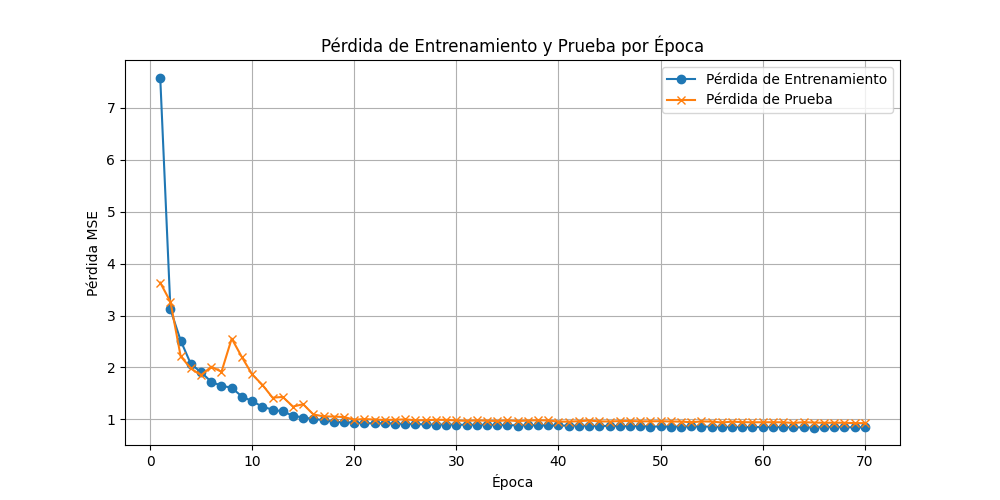 Pérdida de Entrenamiento y Prueba por Época
Pérdida de Entrenamiento
Pérdida de Prueba
Pérdida MSE
7
6
5
4
3
2
1
0 10 20 30 40 50 60 70
Época